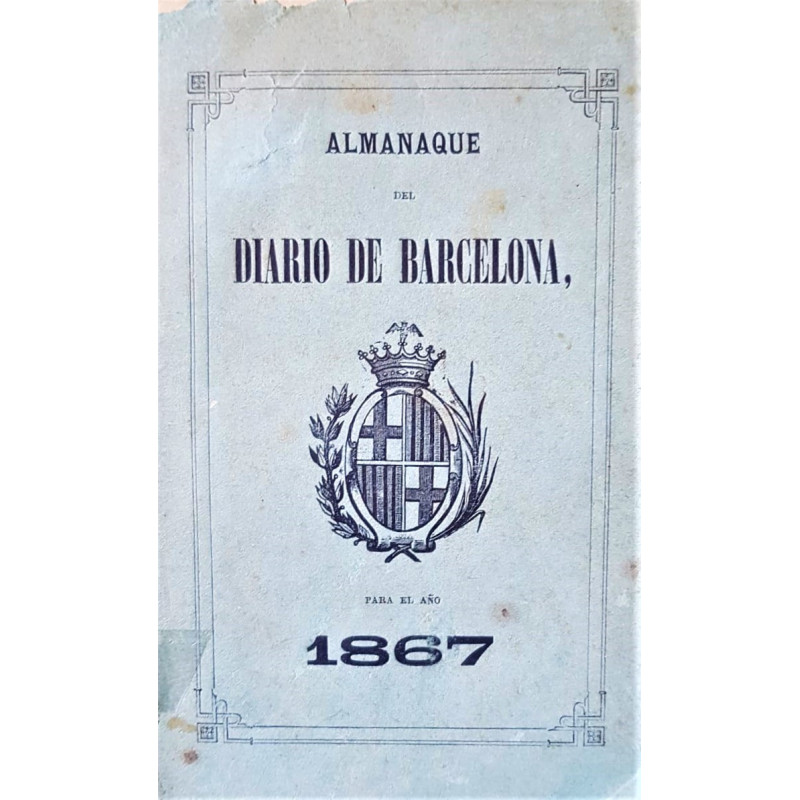 ALMANAQUE
DEL
DIARIO DE BARCELONA,
PARA EL AÑO
1867